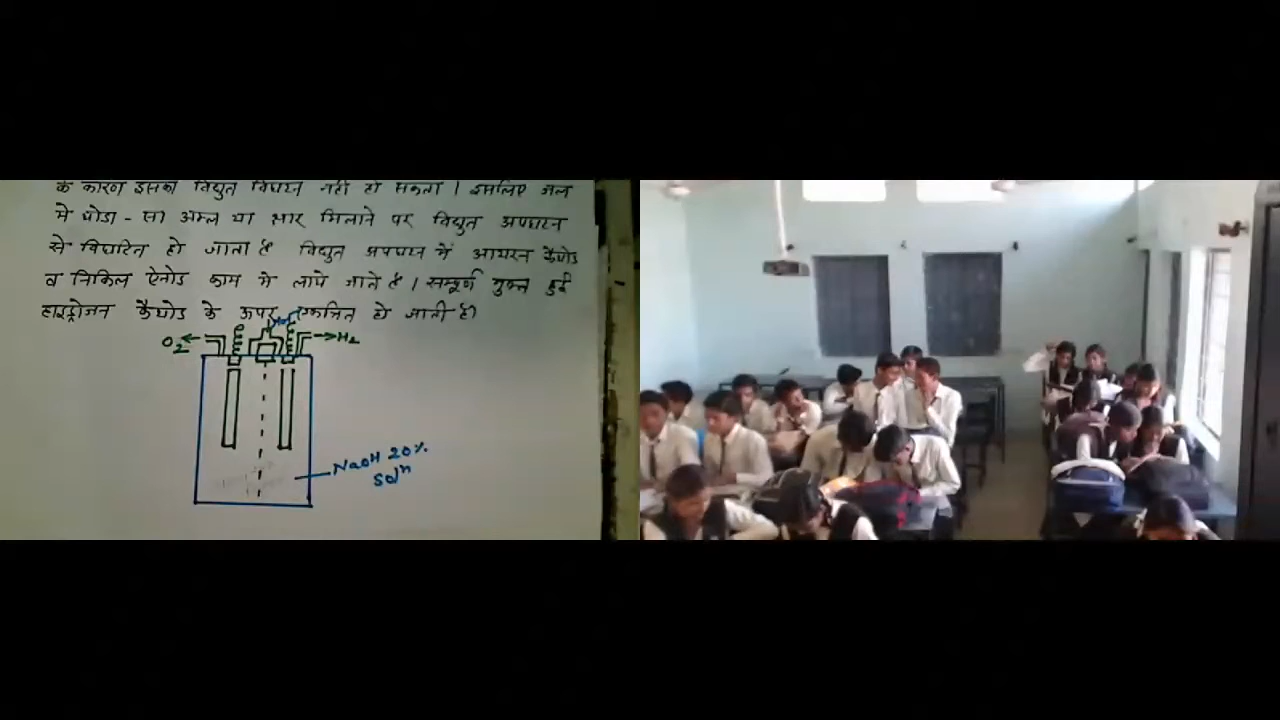 के कारण इसका विद्युत विघटन नहीं हो सकता । इसलिए जल
मे थोडा - सा अम्ल या क्षार मिलाने पर विद्युत अपघटन
से विघटित हो जाता है विद्युत अपघटन में आयरन कैथोड
व निकिल ऐनोड काम मे लाये जाते है । सम्पूर्ण मुक्त हुई
हाइड्रोजन कैथोड के ऊपर एकत्रित हो जाती है।
O2
H2
NaOH 20%
Solⁿ